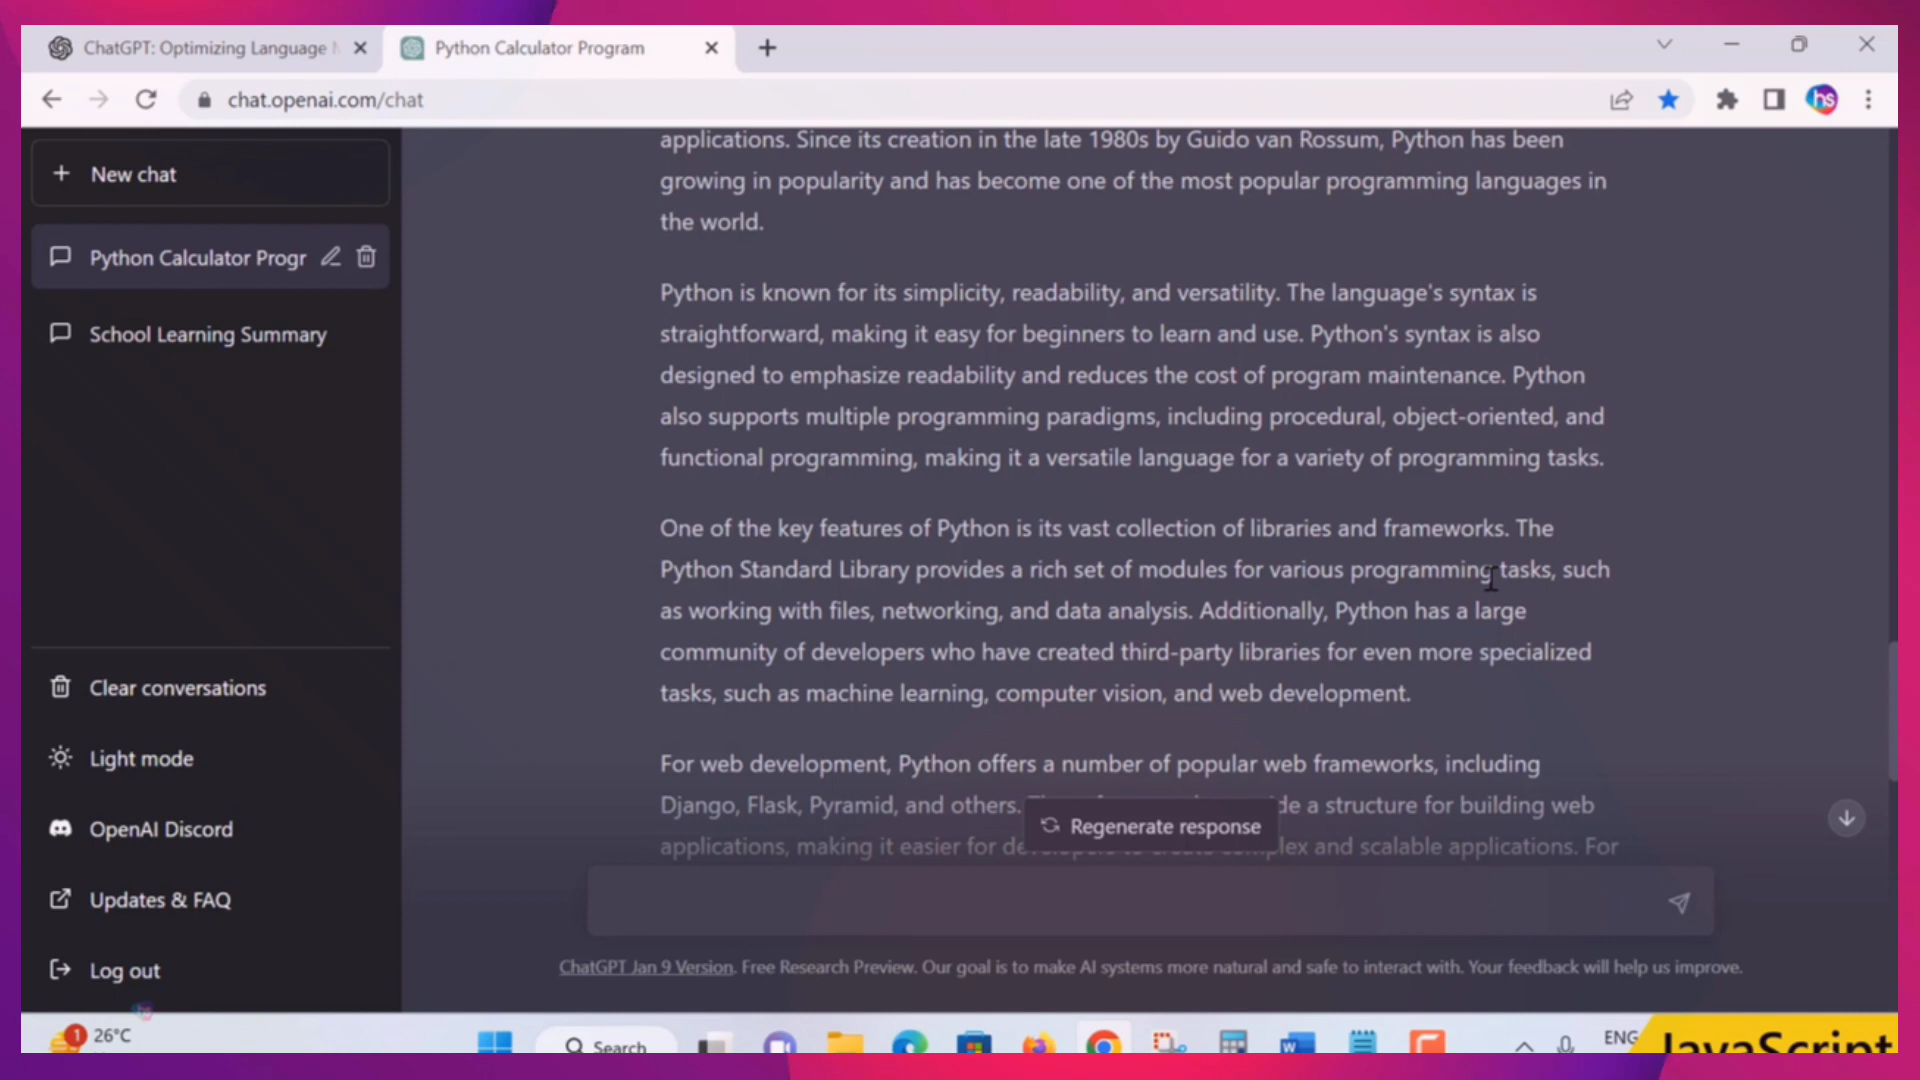 ChatGPT: Optimizing Language
Python Calculator Program
chat.openai.com/chat
hs
New chat
Python Calculator Progr
School Learning Summary
Clear conversations
Light mode
OpenAI Discord
Updates & FAQ
Log out
applications. Since its creation in the late 1980s by Guido van Rossum, Python has been
growing in popularity and has become one of the most popular programming languages in
the world.
Python is known for its simplicity, readability, and versatility. The language's syntax is
straightforward, making it easy for beginners to learn and use. Python's syntax is also
designed to emphasize readability and reduces the cost of program maintenance. Python
also supports multiple programming paradigms, including procedural, object-oriented, and
functional programming, making it a versatile language for a variety of programming tasks.
One of the key features of Python is its vast collection of libraries and frameworks. The
Python Standard Library provides a rich set of modules for various programming tasks, such
as working with files, networking, and data analysis. Additionally, Python has a large
community of developers who have created third-party libraries for even more specialized
tasks, such as machine learning, computer vision, and web development.
For web development, Python offers a number of popular web frameworks, including
Django, Flask, Pyramid, and others. a structure for building web
applications, making it easier for and scalable applications. For
Regenerate response
ChatGPT Jan 9 Version. Free Research Preview. Our goal is to make AI systems more natural and safe to interact with. Your feedback will help us improve.
1
26°C
Search
ENG
JavaScript